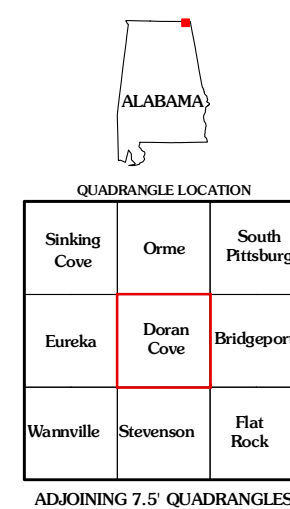 ALABAMA
QUADRANGLE LOCATION
Sinking
Cove
Orme
South
Pittsburg
Eureka
Doran
Cove
Bridgeport
Wannville
Stevenson
Flat
Rock
ADJOINING 7.5' QUADRANGLES